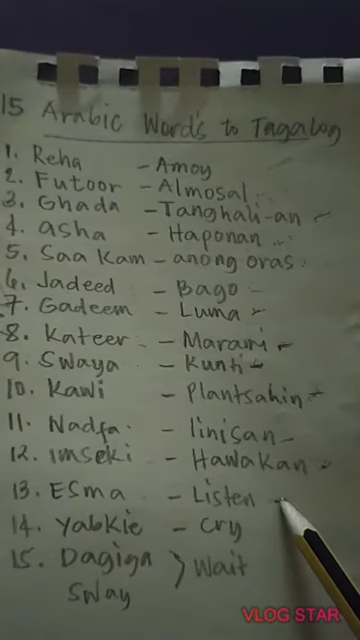 15 Arabic Words to Tagalog
1. Reha - Amoy
2. Futoor - Almosal
3. Ghada - Tanghali-an
4. asha - Haponan
5. Saa Kam - anong oras
6. Jadeed - Bago
7. Gadeem - Luma
8. Kateer - Marami
9. Swaya - Kunti
10. Kawi - Plantsahin
11. Nadfa - linisan
12. imseki - Hawakan
13. Esma - Listen
14. Yabkie - Cry
15. Dagiga } Wait
Sway
VLOG STAR